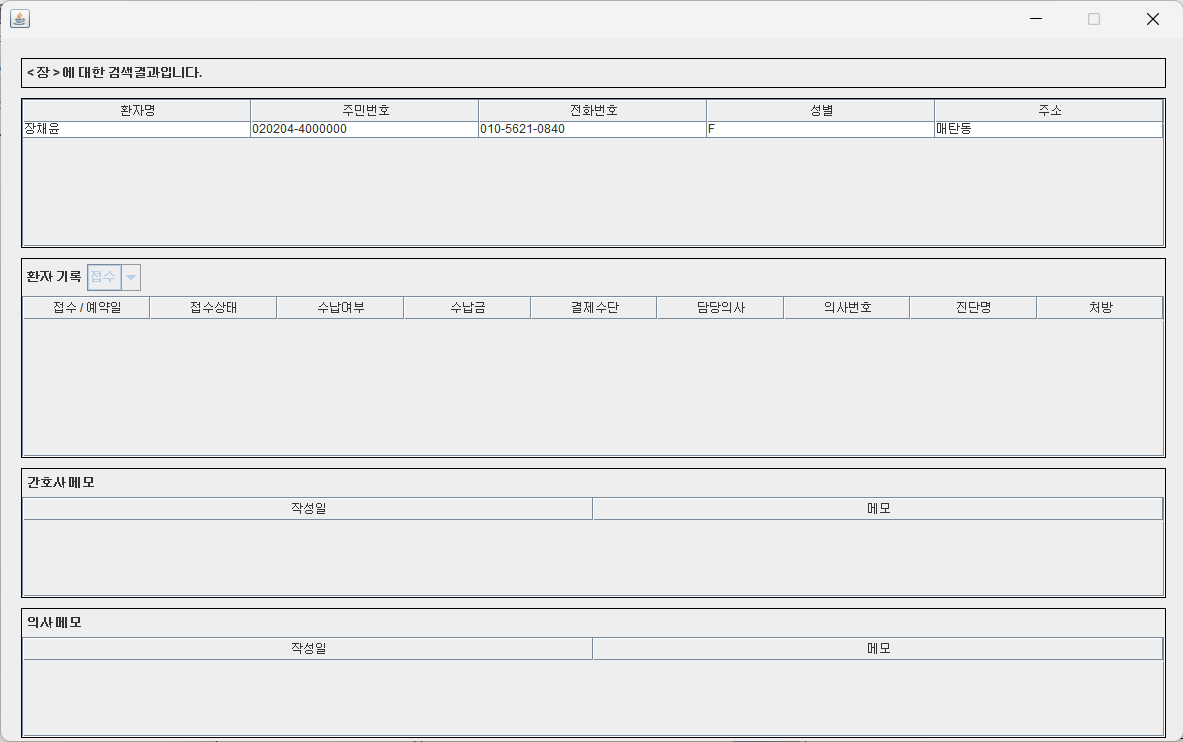 <장>에 대한 검색결과입니다.
환자명 주민번호 전화번호 성별 주소
장채윤 020204-4000000 010-5621-0840 F 매탄동
환자 기록 접수
접수 / 예약일 접수상태 수납여부 수납금 결제수단 담당의사 의사번호 진단명 처방
간호사 메모
작성일 메모
의사 메모
작성일 메모